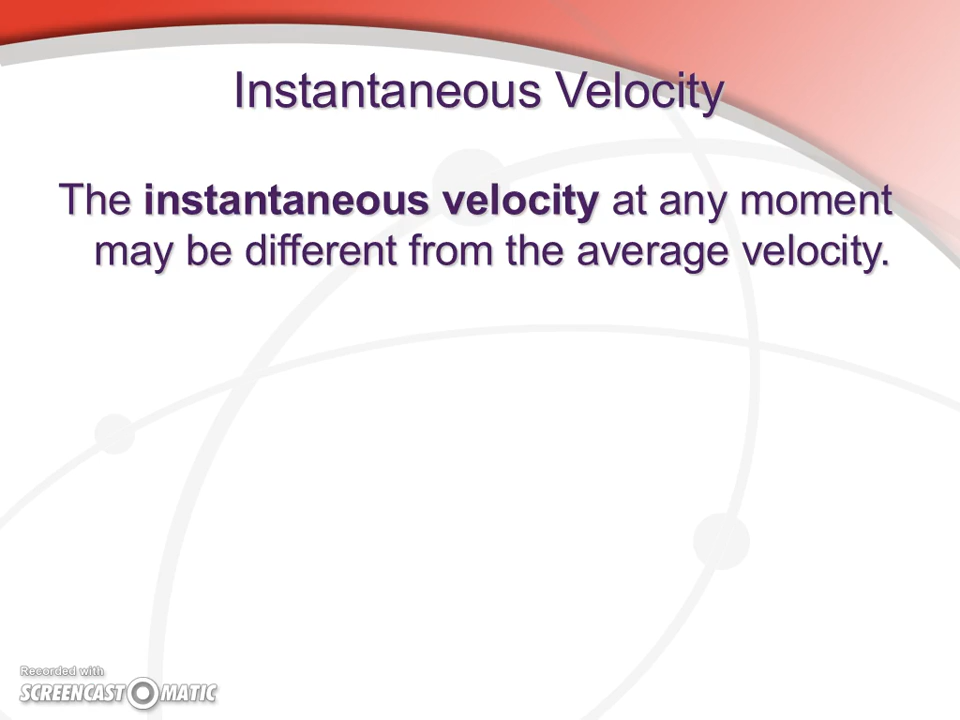 Instantaneous Velocity
The instantaneous velocity at any moment
may be different from the average velocity.
Recorded with
SCREENCAST MATIC